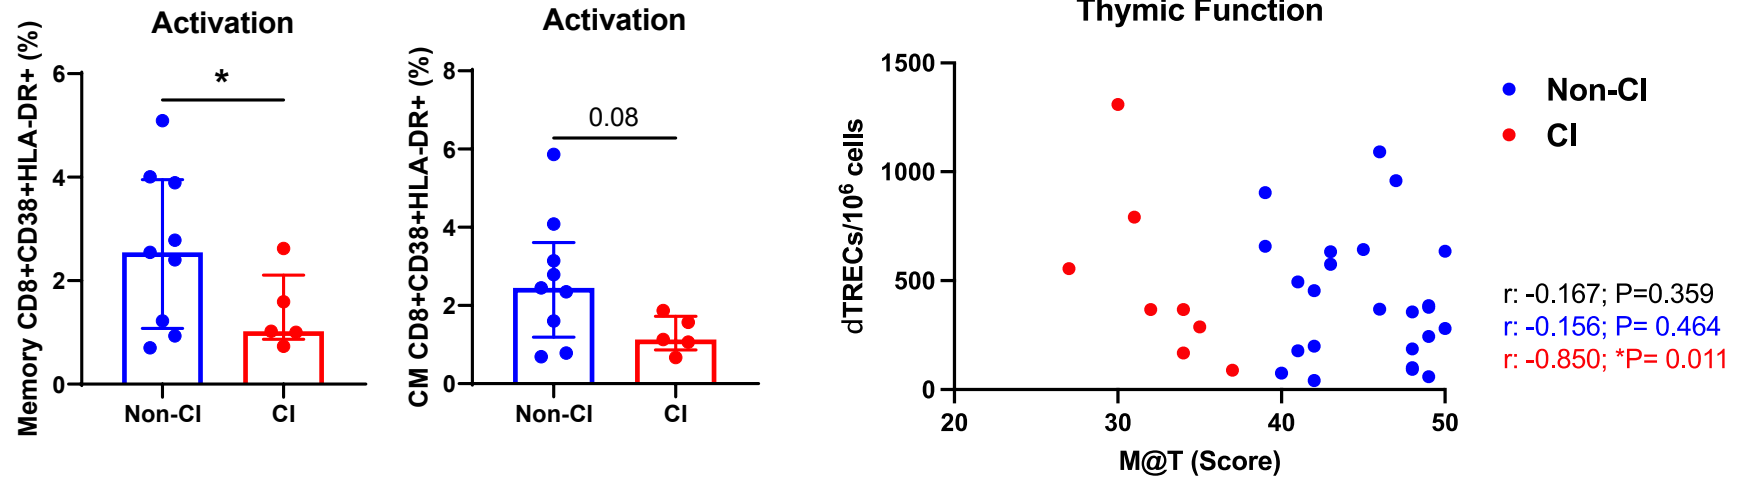 Activation
Memory CD8+CD38+HLA-DR+ (%)
6
4
2
0
*
Non-CI
CI
Activation
CM CD8+CD38+HLA-DR+ (%)
8
6
4
2
0
0.08
Non-CI
CI
Thymic Function
dTRECs/10⁶ cells
1500
1000
500
0
20
30
40
50
M@T (Score)
Non-CI
CI
r: -0.167; P=0.359
r: -0.156; P= 0.464
r: -0.850; *P= 0.011